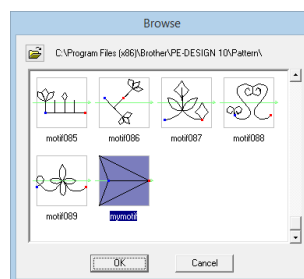 Browse
C:\Program Files (x86)\Brother\PE-DESIGN 10\Pattern\
motif085 motif086 motif087 motif088
motif089 mymotif
OK Cancel